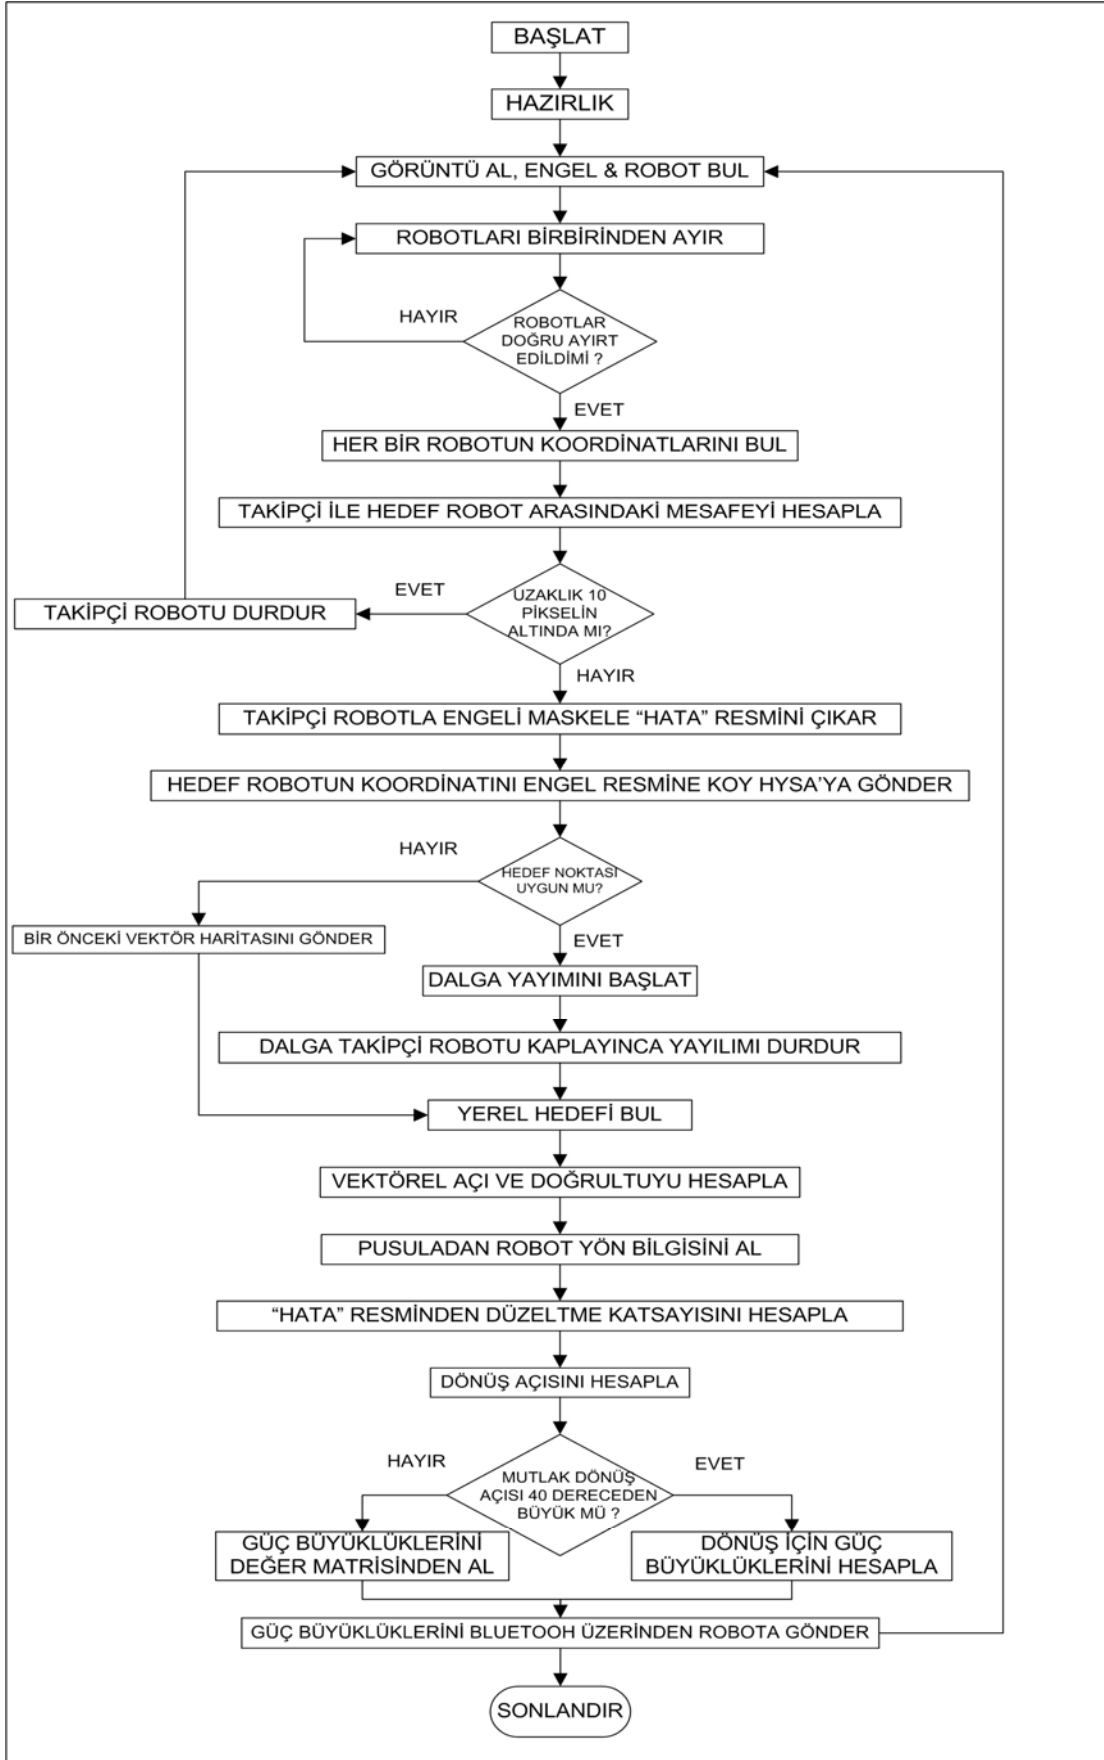 BAŞLAT
HAZIRLIK
GÖRÜNTÜ AL, ENGEL & ROBOT BUL
ROBOTLARI BİRBİRİNDEN AYIR
HAYIR
ROBOTLAR
DOĞRU AYIRT
EDİLDİMİ ?
EVET
HER BİR ROBOTUN KOORDİNATLARINI BUL
TAKİPÇİ İLE HEDEF ROBOT ARASINDAKİ MESAFEYİ HESAPLA
EVET
UZAKLIK 10
PİKSELİN
ALTINDA MI?
TAKİPÇİ ROBOTU DURDUR
HAYIR
TAKİPÇİ ROBOTLA ENGELİ MASKELE “HATA” RESMİNİ ÇIKAR
HEDEF ROBOTUN KOORDİNATINI ENGEL RESMİNE KOY HYSA’YA GÖNDER
HAYIR
HEDEF NOKTASI
UYGUN MU?
BİR ÖNCEKİ VEKTÖR HARİTASINI GÖNDER
EVET
DALGA YAYIMINI BAŞLAT
DALGA TAKİPÇİ ROBOTU KAPLAYINCA YAYILIMI DURDUR
YEREL HEDEFİ BUL
VEKTÖREL AÇI VE DOĞRULTUYU HESAPLA
PUSULADAN ROBOT YÖN BİLGİSİNİ AL
“HATA” RESMİNDEN DÜZELTME KATSAYISINI HESAPLA
DÖNÜŞ AÇISINI HESAPLA
HAYIR
EVET
MUTLAK DÖNÜŞ
AÇISI 40 DERECEDEN
BÜYÜK MÜ ?
GÜÇ BÜYÜKLÜKLERİNİ
DEĞER MATRİSİNDEN AL
DÖNÜŞ İÇİN GÜÇ
BÜYÜKLÜKLERİNİ HESAPLA
GÜÇ BÜYÜKLÜKLERİNİ BLUETOOH ÜZERİNDEN ROBOTA GÖNDER
SONLANDIR